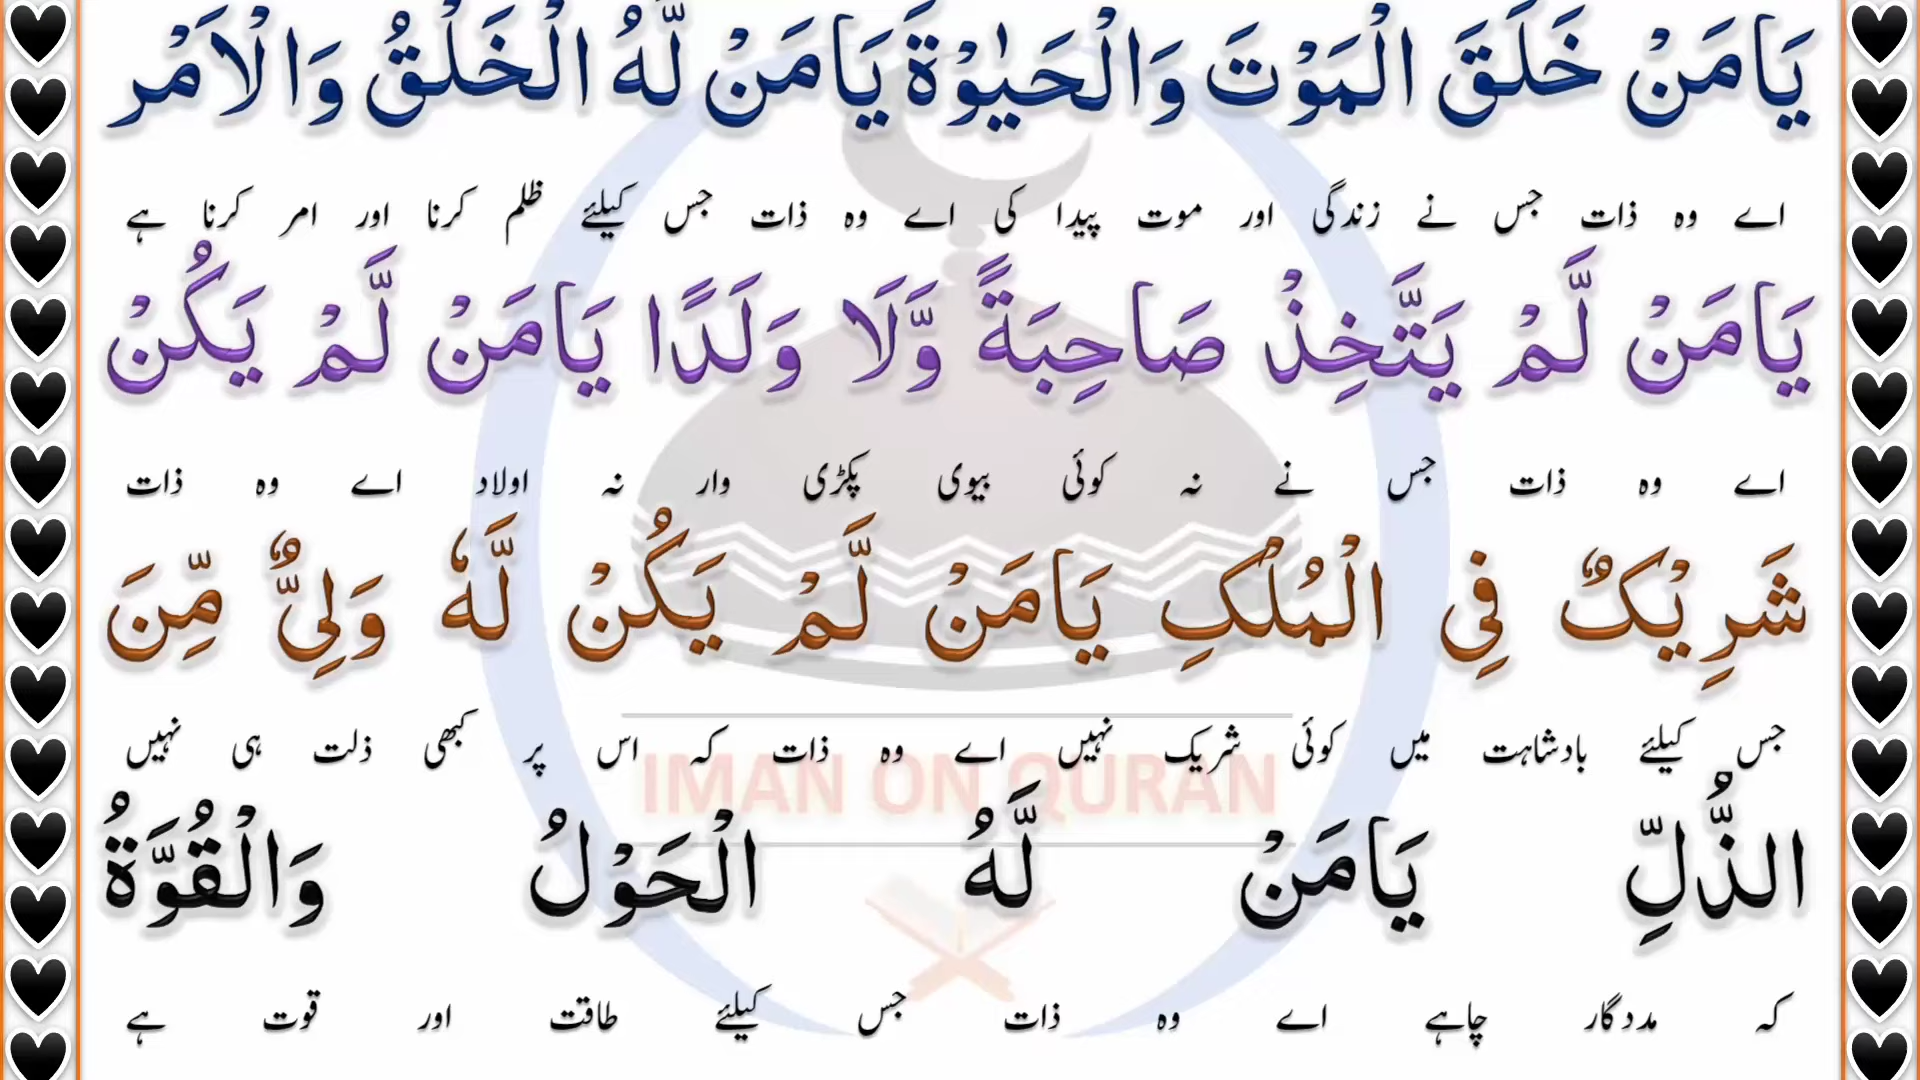 يَامَنْ خَلَقَ الْمَوْتَ وَالْحَيٰوةَ يَامَنْ لَّهُ الْخَلْقُ وَالْاَمْر
اے وہ ذات جس نے زندگی اور موت پیدا کی اے وہ ذات جس کیلئے ظلم کرنا اور امر کرنا ہے
يَامَنْ لَّمْ يَتَّخِذْ صَاحِبَةً وَّلَا وَلَدًا يَامَنْ لَّمْ يَكُنْ
اے وہ ذات جس نے نہ کوئی بیوی پکڑی وار نہ اولاد اے وہ ذات
شَرِيْكٌ فِى الْمُلْكِ يَامَنْ لَّمْ يَكُنْ لَّهٗ وَلِىٌّ مِّنَ
جس کیلئے بادشاہت میں کوئی شریک نہیں اے وہ ذات کہ اس پر کبھی ذلت ہی نہیں
IMAN ON QURAN
الذُّلِّ يَامَنْ لَّهُ الْحَوْلُ وَالْقُوَّةُ
کہ مددگار چاہے اے وہ ذات جس کیلئے طاقت اور قوت ہے